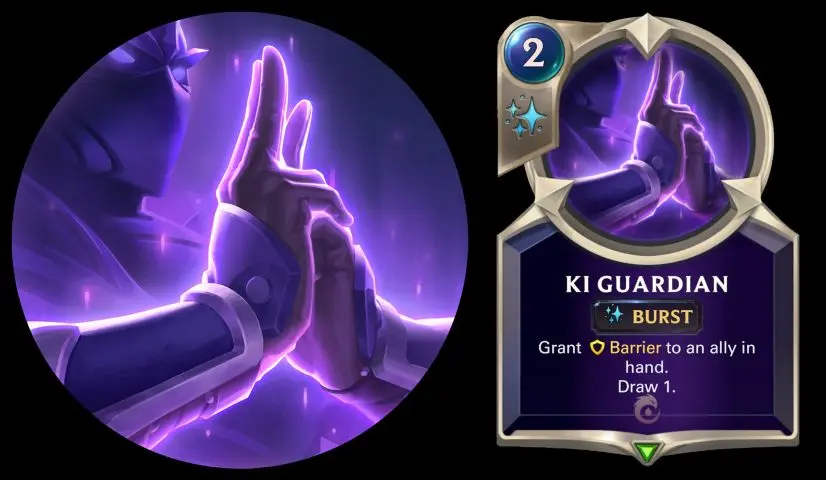 2
KI GUARDIAN
BURST
Grant Barrier to an ally in
hand.
Draw 1.